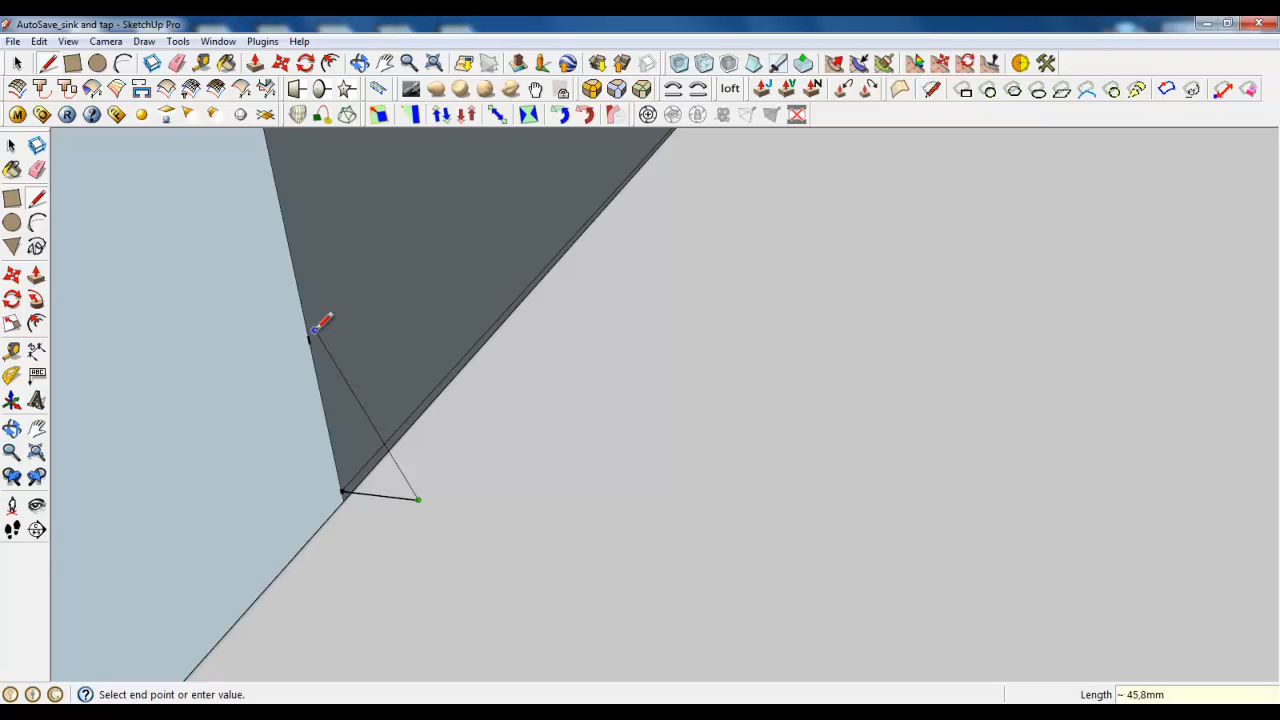 AutoSave_sink and tap - SketchUp Pro
File Edit View Camera Draw Tools Window Plugins Help
loft
M R ?
ABC
Select end point or enter value.
Length ~ 45,8mm